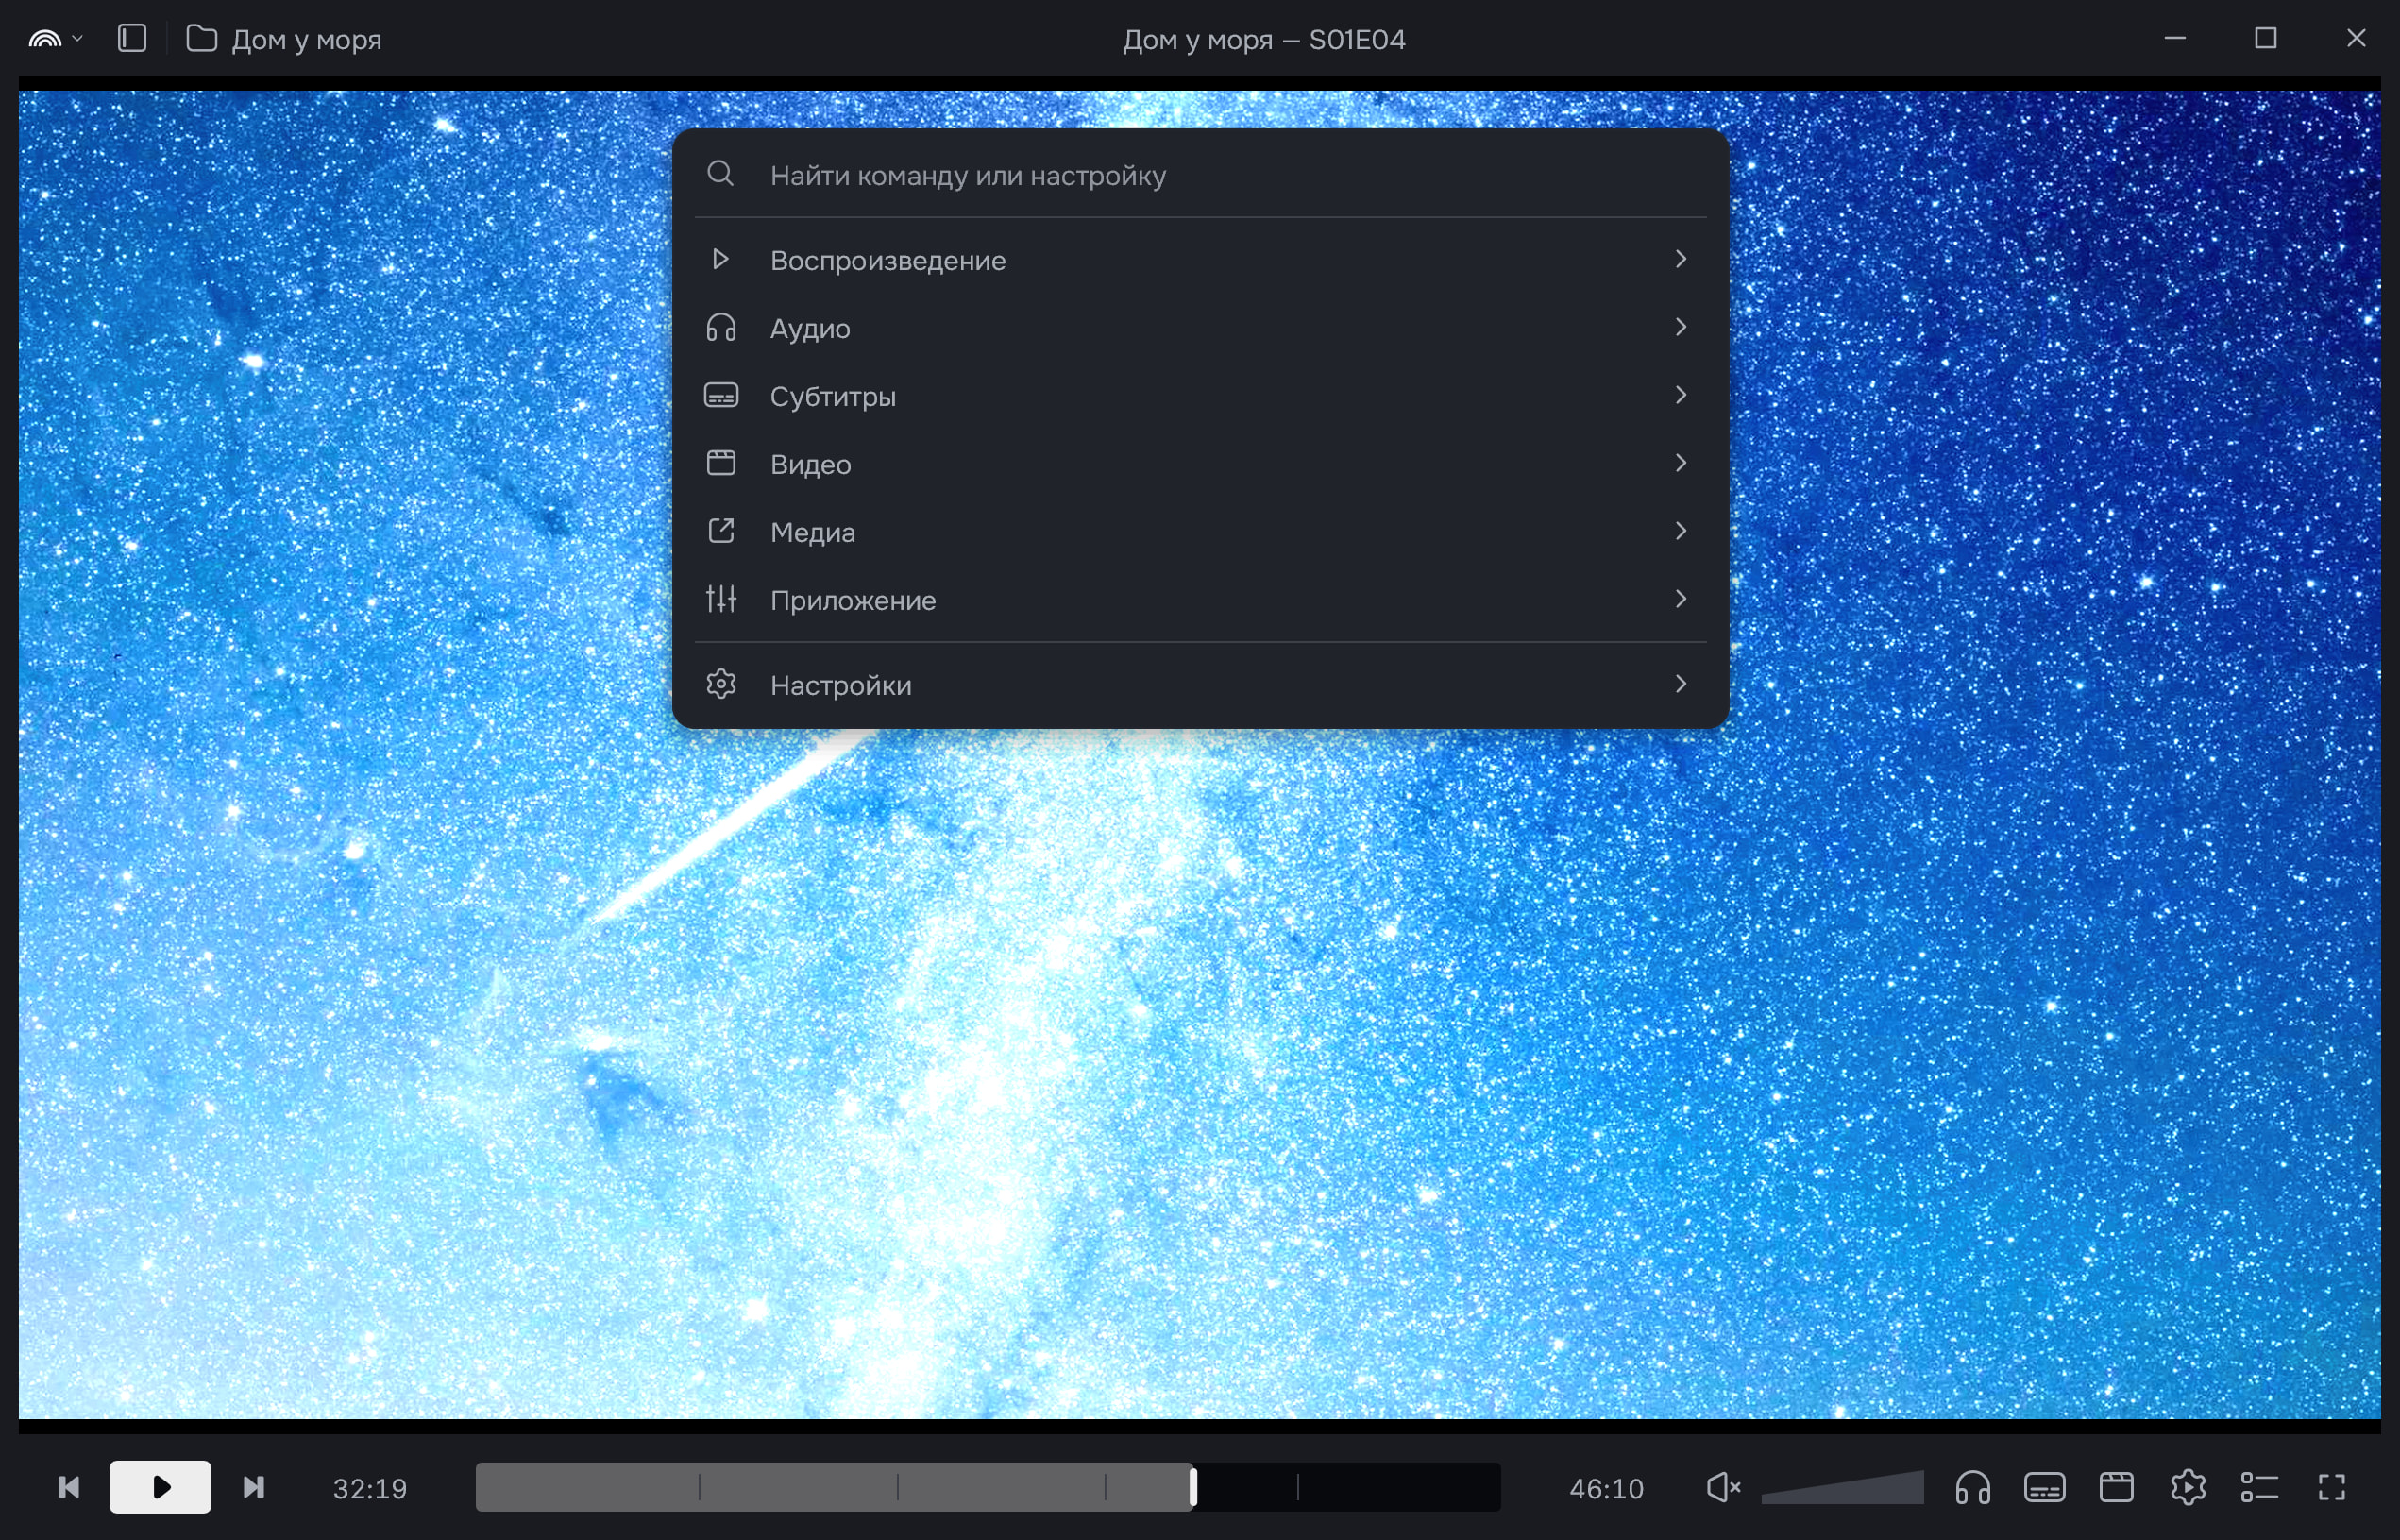 Дом у моря
Дом у моря – S01E04
Найти команду или настройку
Воспроизведение
Аудио
Субтитры
Видео
Медиа
Приложение
Настройки
32:19
46:10